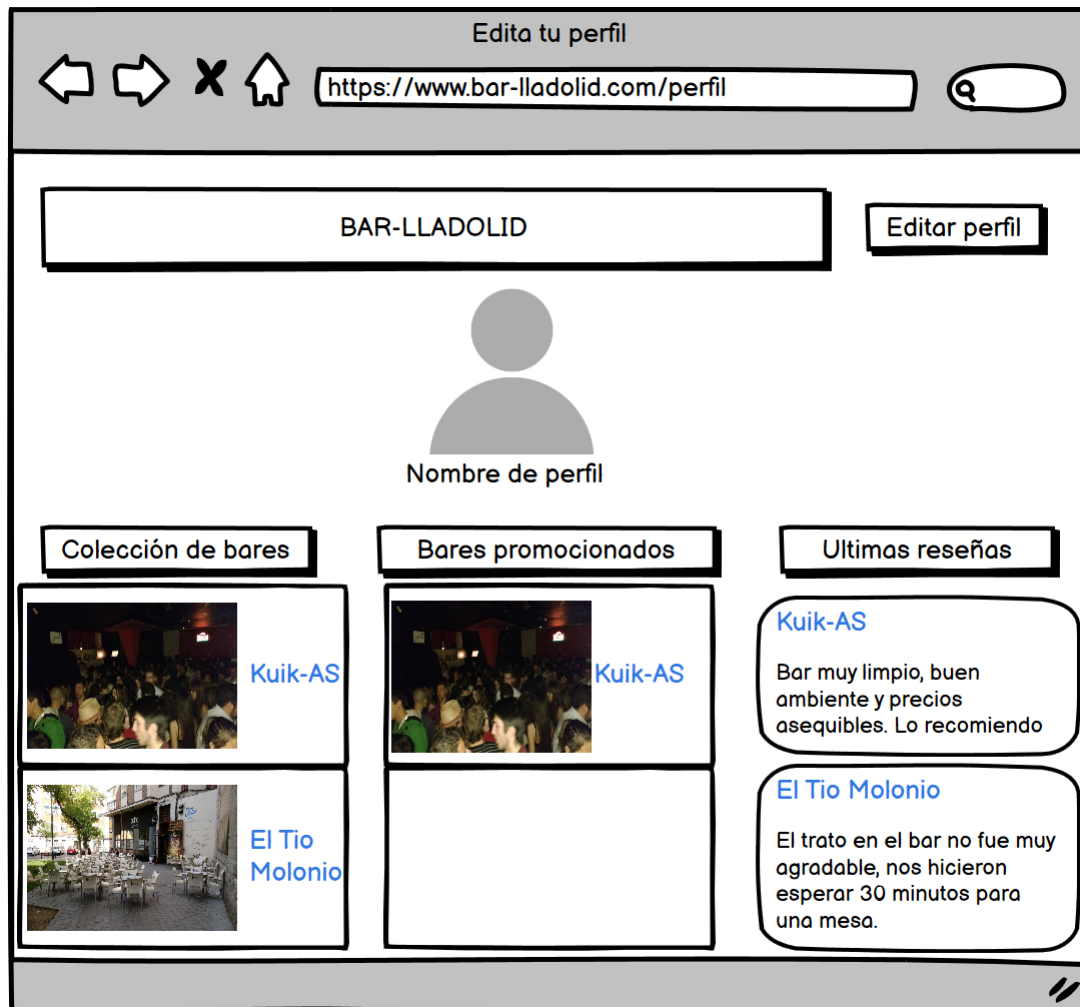 Edita tu perfil
https://www.bar-lladolid.com/perfil
BAR-LLADOLID
Editar perfil
Nombre de perfil
Colección de bares
Bares promocionados
Ultimas reseñas
Kuik-AS
El Tio
Molonio
Kuik-AS
Kuik-AS
Bar muy limpio, buen
ambiente y precios
asequibles. Lo recomiendo
El Tio Molonio
El trato en el bar no fue muy
agradable, nos hicieron
esperar 30 minutos para
una mesa.